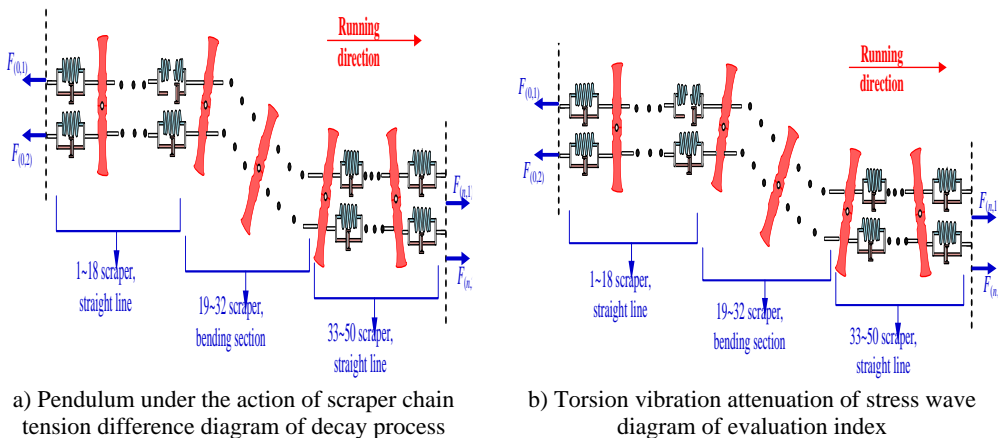 Running
direction
F(0,1)
F(0,2)
F(n,1
F(n,
1~18 scraper,
straight line
19~32 scraper,
bending section
33~50 scraper,
straight line
a) Pendulum under the action of scraper chain
tension difference diagram of decay process
Running
direction
F(0,1)
F(0,2)
F(n,1
F(n,
1~18 scraper,
straight line
19~32 scraper,
bending section
33~50 scraper,
straight line
b) Torsion vibration attenuation of stress wave
diagram of evaluation index